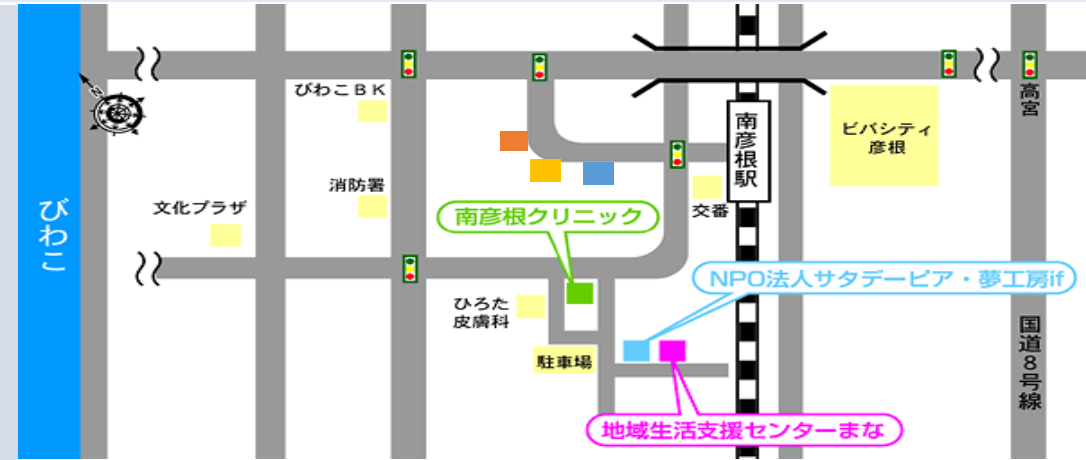 びわこ
N
びわこＢＫ
消防署
文化プラザ
南彦根クリニック
ひろた
皮膚科
駐車場
交番
南彦根駅
ビバシティ
彦根
高宮
NPO法人サタデーピア・夢工房if
地域生活支援センターまな
国道８号線